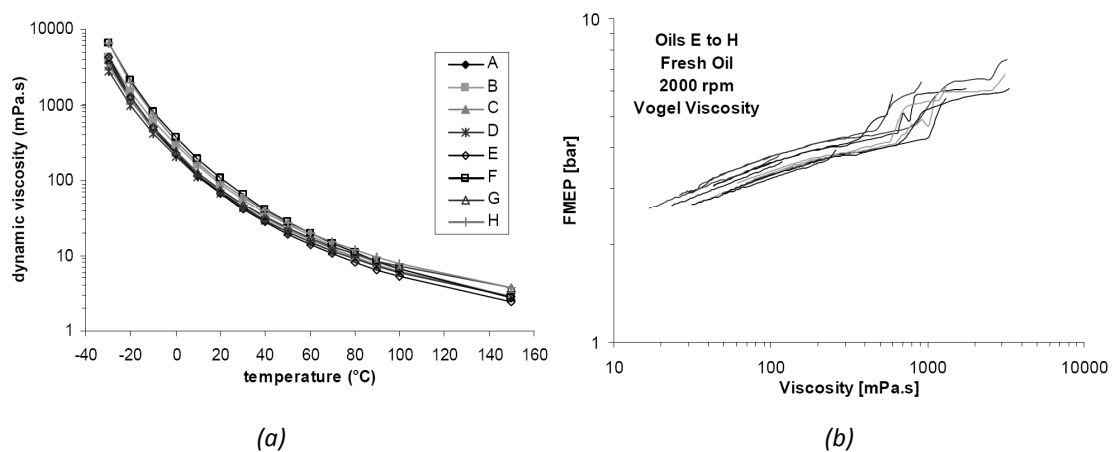 10000
1000
100
10
1
dynamic viscosity (mPa.s)
-40 -20 0 20 40 60 80 100 120 140 160
temperature (°C)
A
B
C
D
E
F
G
H
(a)
10
1
FMEP [bar]
Oils E to H
Fresh Oil
2000 rpm
Vogel Viscosity
10 100 1000 10000
Viscosity [mPa.s]
(b)